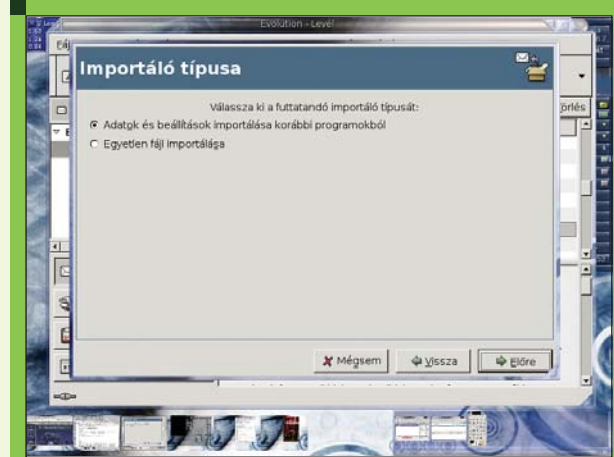 Evolution - Levél
Importáló típusa
Válassza ki a futtatandó importáló típusát:
Adatok és beállítások importálása korábbi programokból
Egyetlen fájl importálása
Mégsem
Vissza
Előre